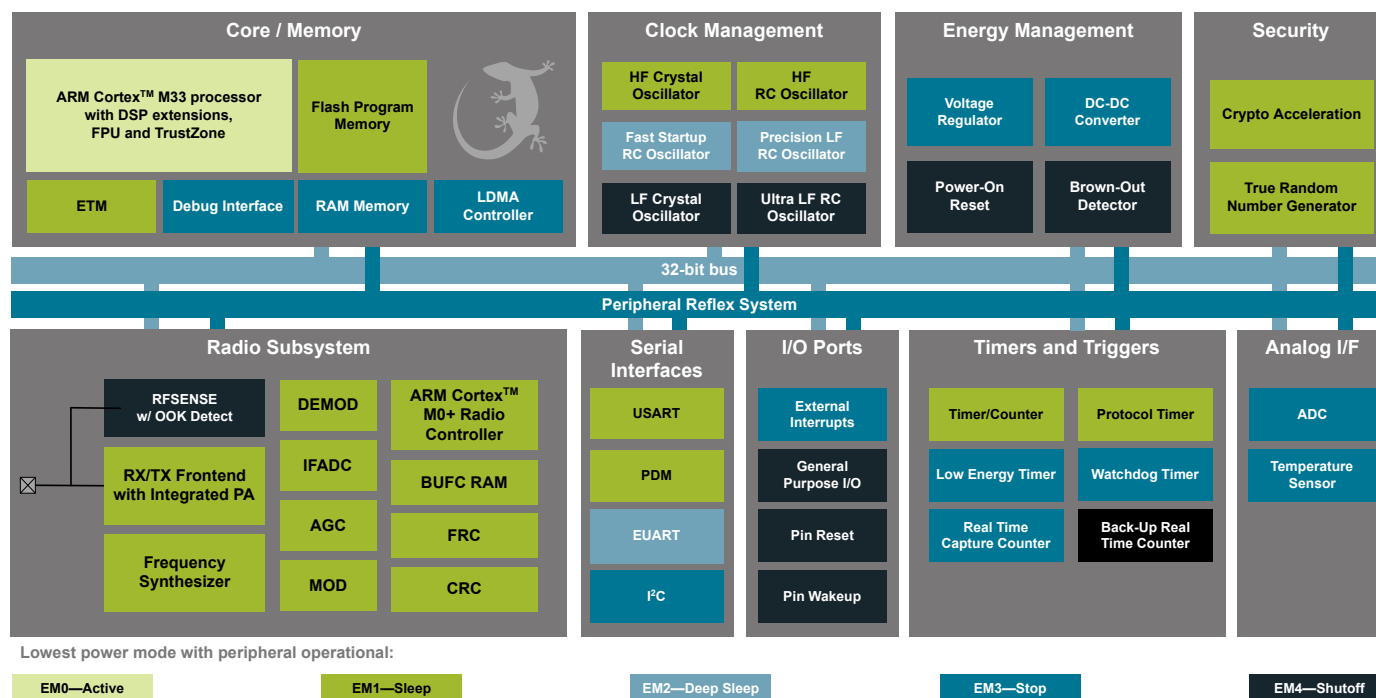 Core / Memory
ARM Cortex™ M33 processor
with DSP extensions,
FPU and TrustZone
Flash Program
Memory
ETM
Debug Interface
RAM Memory
LDMA
Controller
Clock Management
HF Crystal
Oscillator
HF
RC Oscillator
Fast Startup
RC Oscillator
Precision LF
RC Oscillator
LF Crystal
Oscillator
Ultra LF RC
Oscillator
Energy Management
Voltage
Regulator
DC-DC
Converter
Power-On
Reset
Brown-Out
Detector
Security
Crypto Acceleration
True Random
Number Generator
32-bit bus
Peripheral Reflex System
Radio Subsystem
RFSENSE
w/ OOK Detect
RX/TX Frontend
with Integrated PA
Frequency
Synthesizer
DEMOD
IFADC
AGC
MOD
ARM Cortex™
M0+ Radio
Controller
BUFC RAM
FRC
CRC
Serial
Interfaces
USART
PDM
EUART
I²C
I/O Ports
External
Interrupts
General
Purpose I/O
Pin Reset
Pin Wakeup
Timers and Triggers
Timer/Counter
Protocol Timer
Low Energy Timer
Watchdog Timer
Real Time
Capture Counter
Back-Up Real
Time Counter
Analog I/F
ADC
Temperature
Sensor
Lowest power mode with peripheral operational:
EM0—Active
EM1—Sleep
EM2—Deep Sleep
EM3—Stop
EM4—Shutoff